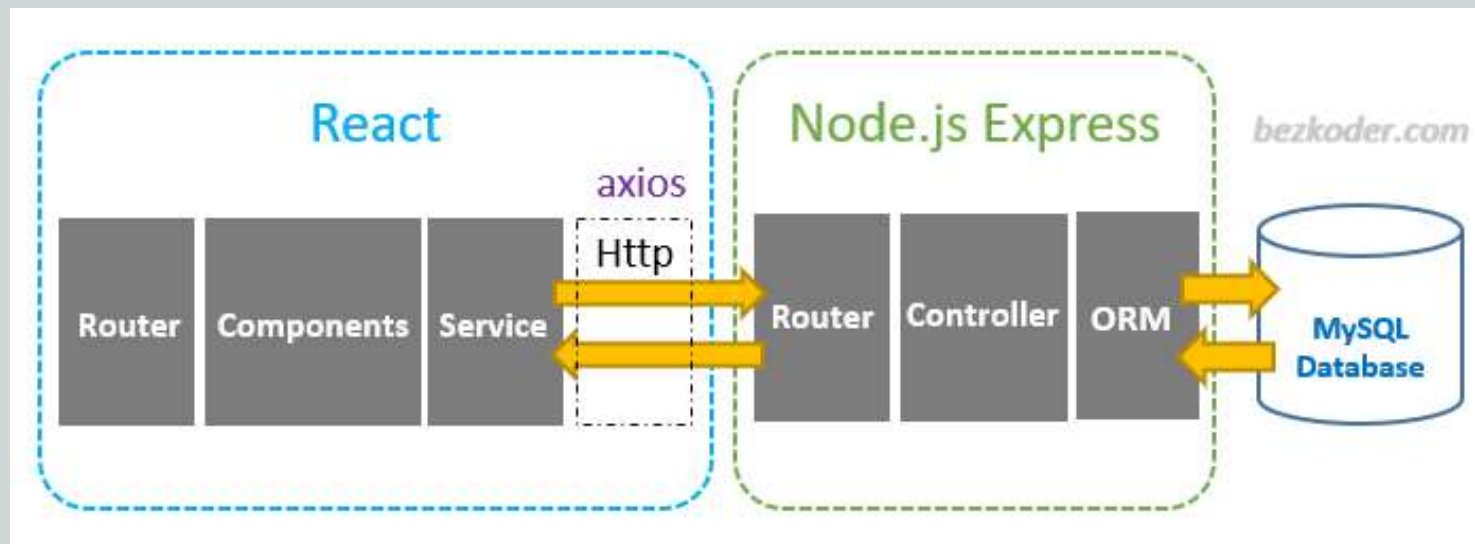 React
Node.js Express
bezkoder.com
axios
Http
Router
Components
Service
Router
Controller
ORM
MySQL
Database